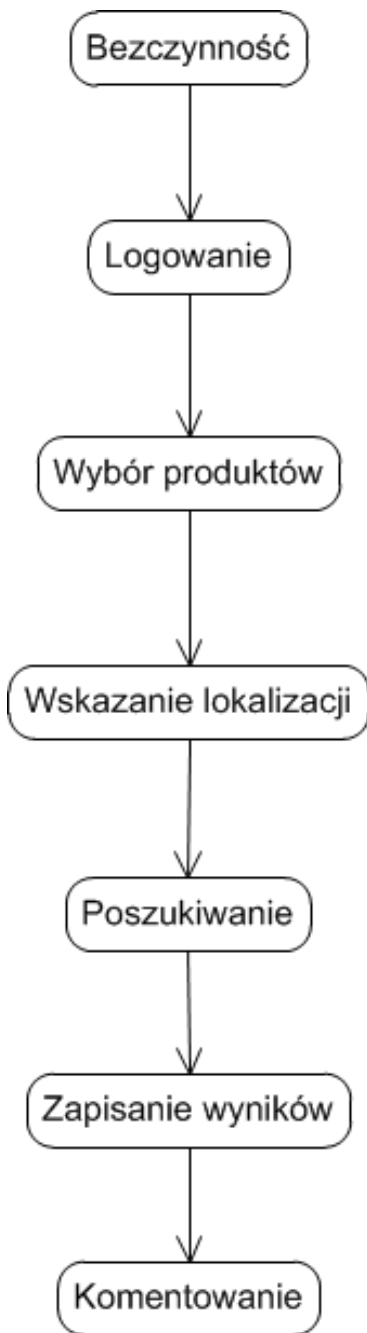 Bezczynność
Logowanie
Wybór produktów
Wskazanie lokalizacji
Poszukiwanie
Zapisanie wyników
Komentowanie